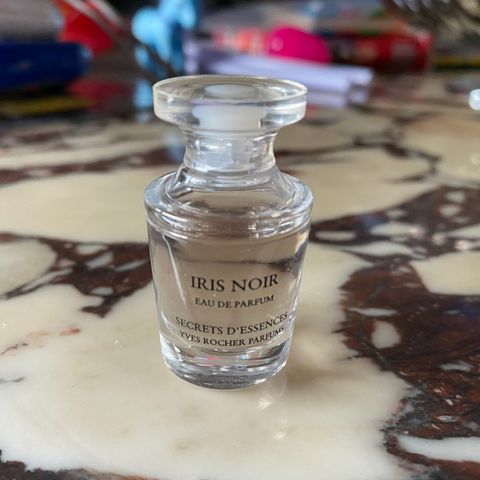 IRIS NOIR
EAU DE PARFUM
SECRETS D'ESSENCES
YVES ROCHER PARFUMS